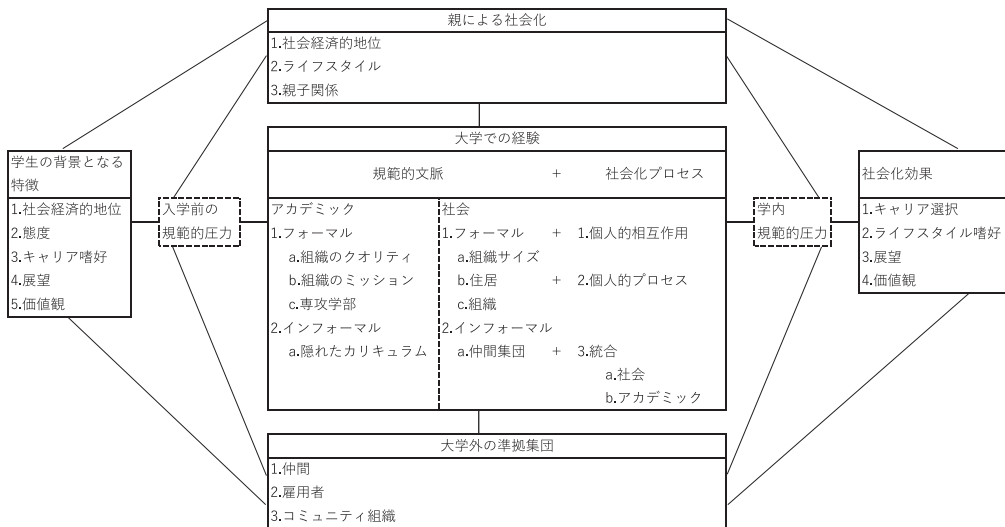 親による社会化
1.社会経済的地位
2.ライフスタイル
3.親子関係
学生の背景となる
特徴
1.社会経済的地位
2.態度
3.キャリア嗜好
4.展望
5.価値観
入学前の
規範的圧力
大学での経験
規範的文脈 + 社会化プロセス
アカデミック
1.フォーマル
a.組織のクオリティ
b.組織のミッション
c.専攻学部
2.インフォーマル
a.隠れたカリキュラム
社会
1.フォーマル + 1.個人的相互作用
a.組織サイズ
b.住居 + 2.個人的プロセス
c.組織
2.インフォーマル
a.仲間集団 + 3.統合
a.社会
b.アカデミック
学内
規範的圧力
社会化効果
1.キャリア選択
2.ライフスタイル嗜好
3.展望
4.価値観
大学外の準拠集団
1.仲間
2.雇用者
3.コミュニティ組織